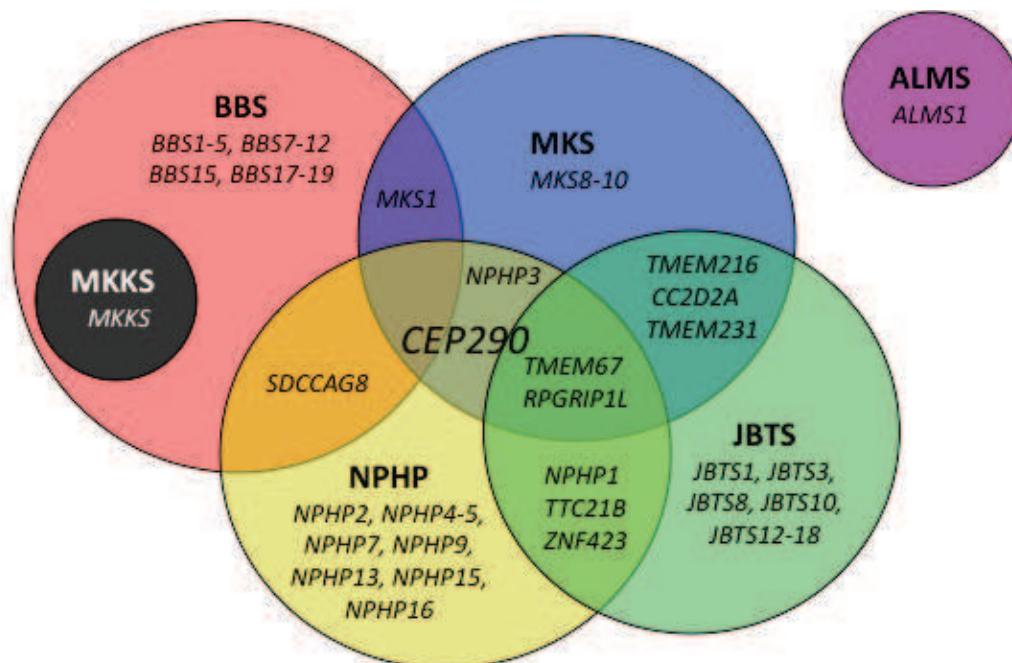 BBS
BBS1-5, BBS7-12
BBS15, BBS17-19
MKKS
MKKS
MKS1
MKS
MKS8-10
ALMS
ALMS1
NPHP3
CEP290
TMEM216
CC2D2A
TMEM231
SDCCAG8
TMEM67
RPGRIP1L
NPHP
NPHP2, NPHP4-5,
NPHP7, NPHP9,
NPHP13, NPHP15,
NPHP16
NPHP1
TTC21B
ZNF423
JBTS
JBTS1, JBTS3,
JBTS8, JBTS10,
JBTS12-18